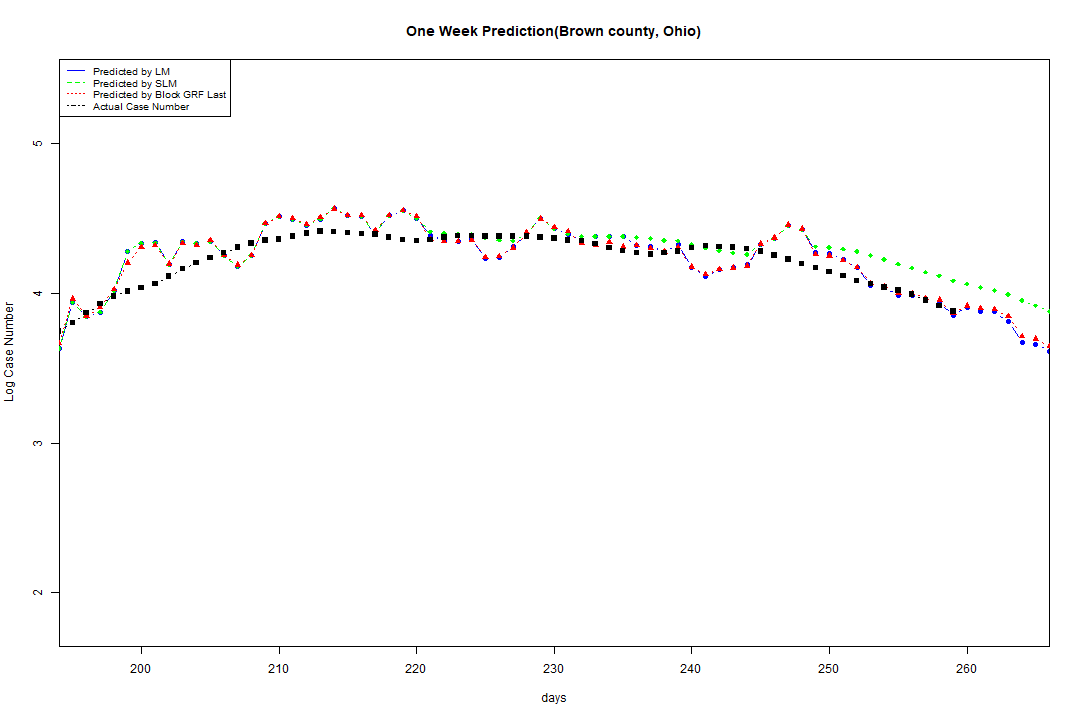 One Week Prediction(Brown county, Ohio)
Predicted by LM
Predicted by SLM
Predicted by Block GRF Last
Actual Case Number
5
4
3
2
Log Case Number
200 210 220 230 240 250 260
days